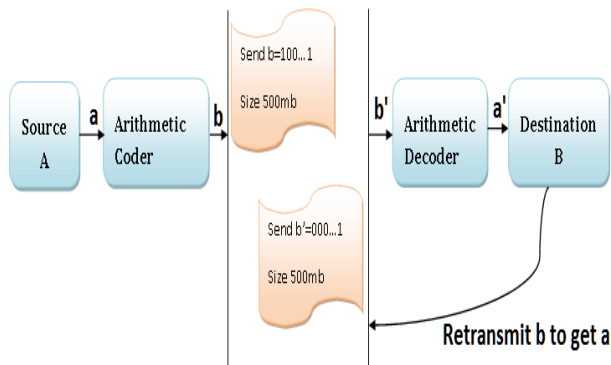 Source
A
a
Arithmetic
Coder
b
Send b=100...1
Size 500mb
Send b'=000...1
Size 500mb
b'
Arithmetic
Decoder
a'
Destination
B
Retransmit b to get a